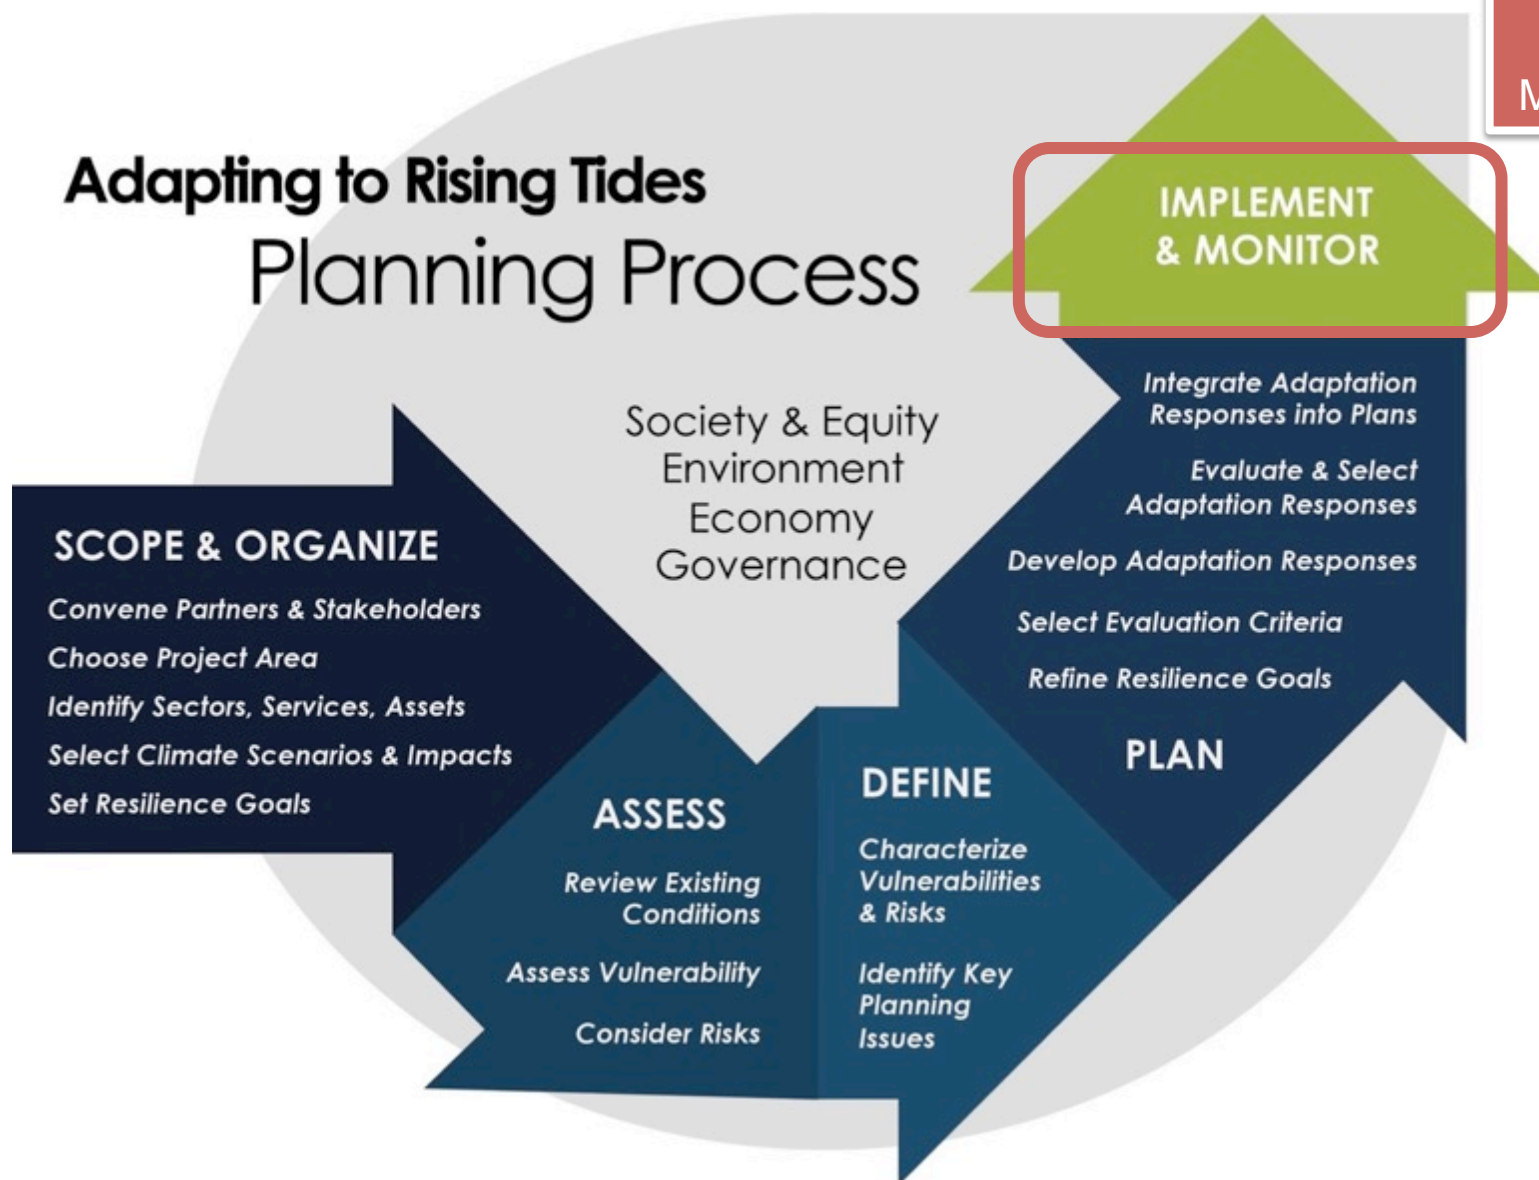 Adapting to Rising Tides
Planning Process
Society & Equity
Environment
Economy
Governance
SCOPE & ORGANIZE
Convene Partners & Stakeholders
Choose Project Area
Identify Sectors, Services, Assets
Select Climate Scenarios & Impacts
Set Resilience Goals
ASSESS
Review Existing
Conditions
Assess Vulnerability
Consider Risks
DEFINE
Characterize
Vulnerabilities
& Risks
Identify Key
Planning
Issues
IMPLEMENT
& MONITOR
Integrate Adaptation
Responses into Plans
Evaluate & Select
Adaptation Responses
Develop Adaptation Responses
Select Evaluation Criteria
Refine Resilience Goals
PLAN